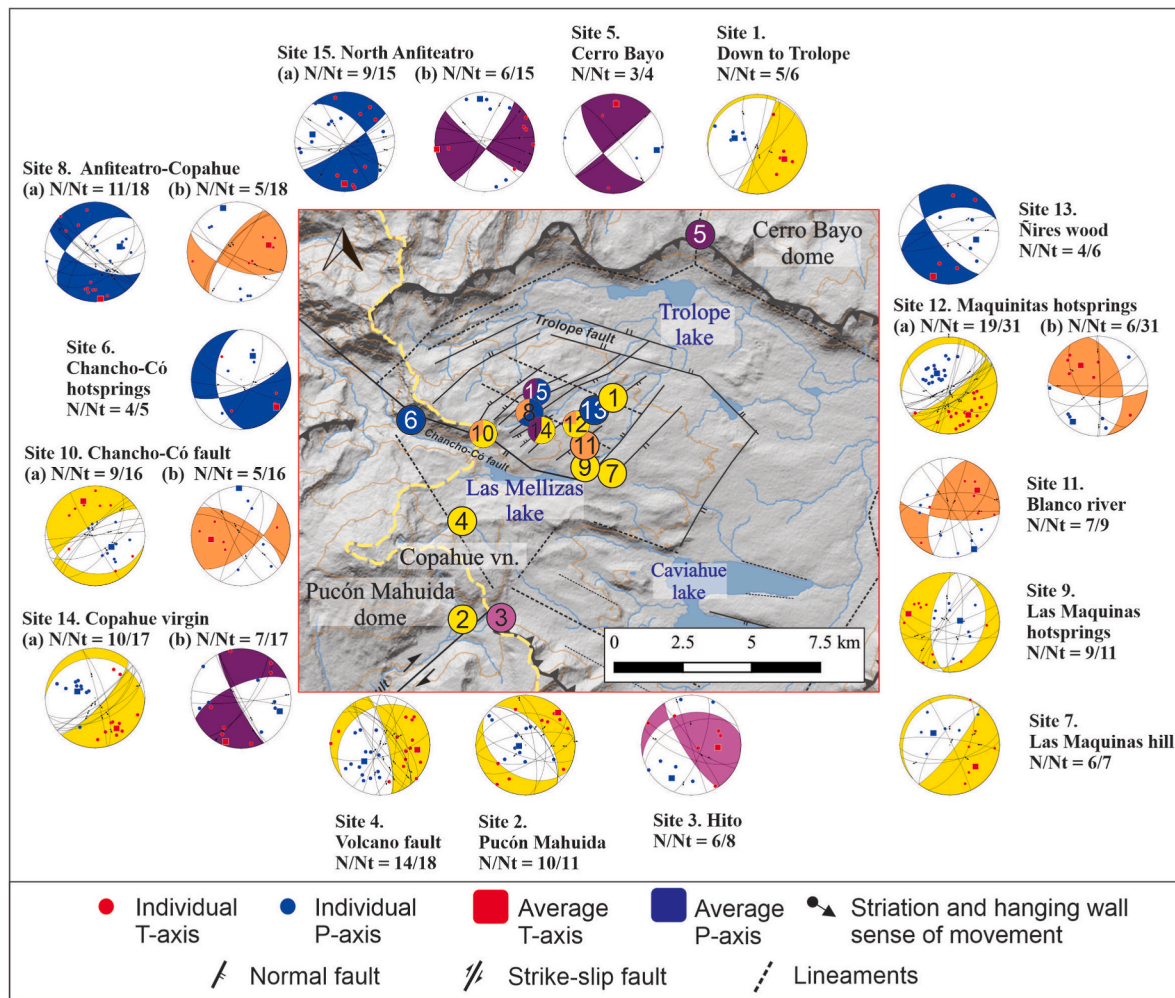 Site 15. North Anfiteatro
(a) N/Nt = 9/15 (b) N/Nt = 6/15
Site 5.
Cerro Bayo
N/Nt = 3/4
Site 1.
Down to Trolope
N/Nt = 5/6
Site 8. Anfiteatro-Copahue
(a) N/Nt = 11/18 (b) N/Nt = 5/18
Site 13.
Ñires wood
N/Nt = 4/6
Site 6.
Chancho-Có
hotsprings
N/Nt = 4/5
Site 12. Maquinitas hotsprings
(a) N/Nt = 19/31 (b) N/Nt = 6/31
Site 10. Chancho-Có fault
(a) N/Nt = 9/16 (b) N/Nt = 5/16
Site 11.
Blanco river
N/Nt = 7/9
Site 14. Copahue virgin
(a) N/Nt = 10/17 (b) N/Nt = 7/17
Site 9.
Las Maquinas
hotsprings
N/Nt = 9/11
Site 7.
Las Maquinas hill
N/Nt = 6/7
5
Cerro Bayo
dome
Trolope
lake
Trolope fault
15
1
8
13
6
10
14
12
11
Chancho-Có fault
9
7
Las Mellizas
lake
4
Copahue vn.
Pucón Mahuida
dome
2
3
Caviahue
lake
0 2.5 5 7.5 km
Site 4.
Volcano fault
N/Nt = 14/18
Site 2.
Pucón Mahuida
N/Nt = 10/11
Site 3. Hito
N/Nt = 6/8
Individual
T-axis
Individual
P-axis
Average
T-axis
Average
P-axis
Striation and hanging wall
sense of movement
Normal fault
Strike-slip fault
Lineaments